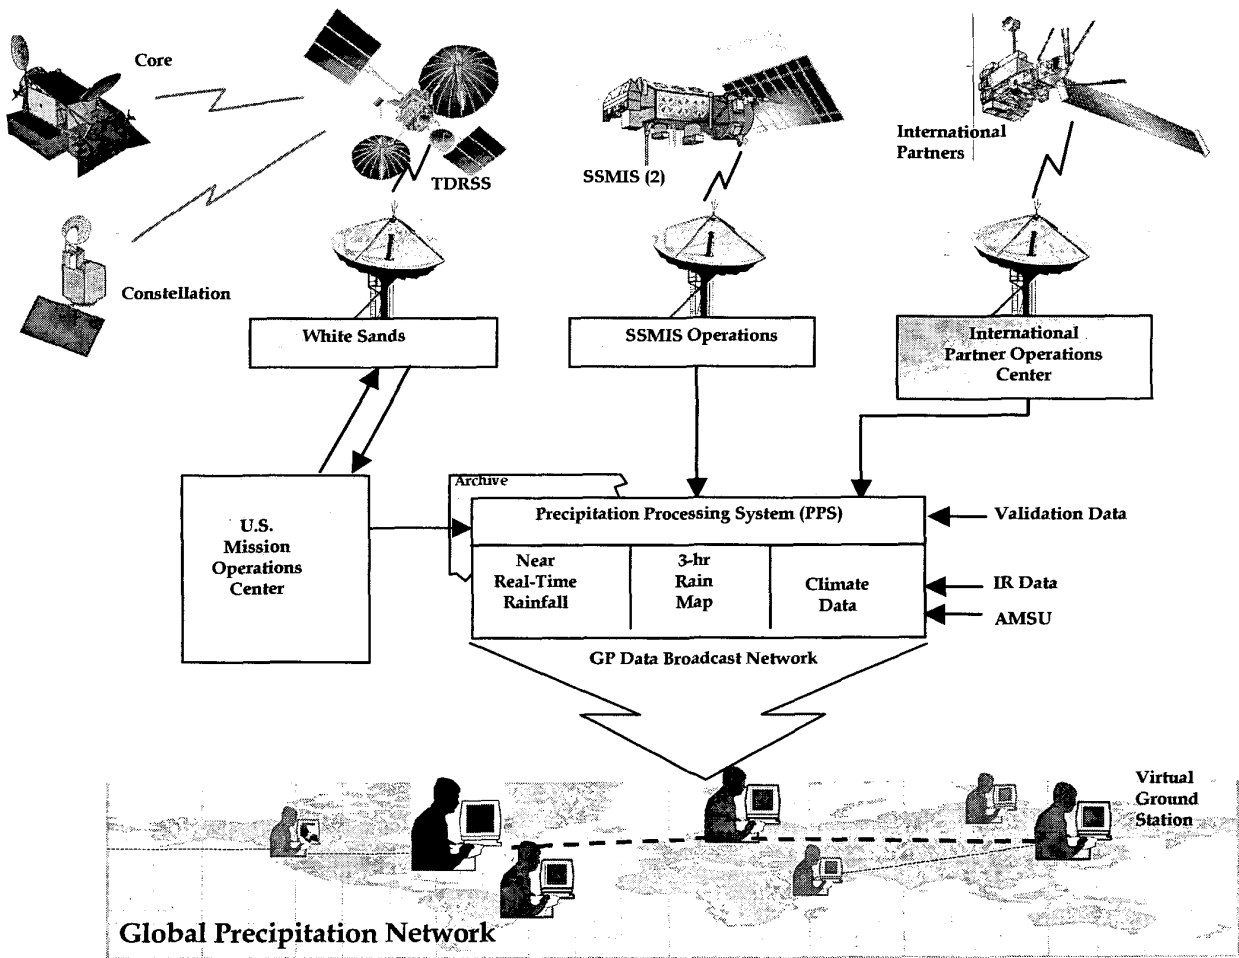 Core
TDRSS
SSMIS (2)
International
Partners
Constellation
White Sands
SSMIS Operations
International
Partner Operations
Center
U.S.
Mission
Operations
Center
Archive
Precipitation Processing System (PPS)
Near
Real-Time
Rainfall
3-hr
Rain
Map
Climate
Data
Validation Data
IR Data
AMSU
GP Data Broadcast Network
Virtual
Ground
Station
Global Precipitation Network